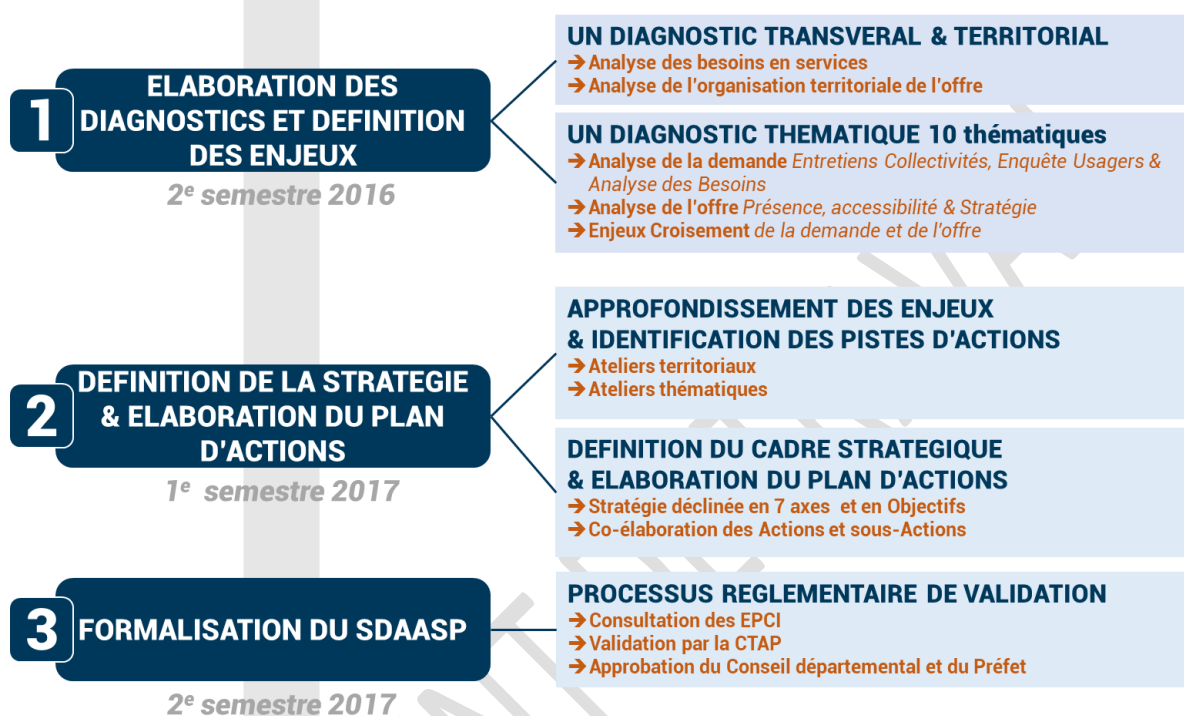 1
ELABORATION DES
DIAGNOSTICS ET DEFINITION
DES ENJEUX
2e semestre 2016
UN DIAGNOSTIC TRANSVERAL & TERRITORIAL
➔ Analyse des besoins en services
➔ Analyse de l'organisation territoriale de l'offre
UN DIAGNOSTIC THEMATIQUE 10 thématiques
➔ Analyse de la demande Entretiens Collectivités, Enquête Usagers &
Analyse des Besoins
➔ Analyse de l'offre Présence, accessibilité & Stratégie
➔ Enjeux Croisement de la demande et de l'offre
2
DEFINITION DE LA STRATEGIE
& ELABORATION DU PLAN
D'ACTIONS
1e semestre 2017
APPROFONDISSEMENT DES ENJEUX
& IDENTIFICATION DES PISTES D'ACTIONS
➔ Ateliers territoriaux
➔ Ateliers thématiques
DEFINITION DU CADRE STRATEGIQUE
& ELABORATION DU PLAN D'ACTIONS
➔ Stratégie déclinée en 7 axes et en Objectifs
➔ Co-élaboration des Actions et sous-Actions
3
FORMALISATION DU SDAASP
2e semestre 2017
PROCESSUS REGLEMENTAIRE DE VALIDATION
➔ Consultation des EPCI
➔ Validation par la CTAP
➔ Approbation du Conseil départemental et du Préfet